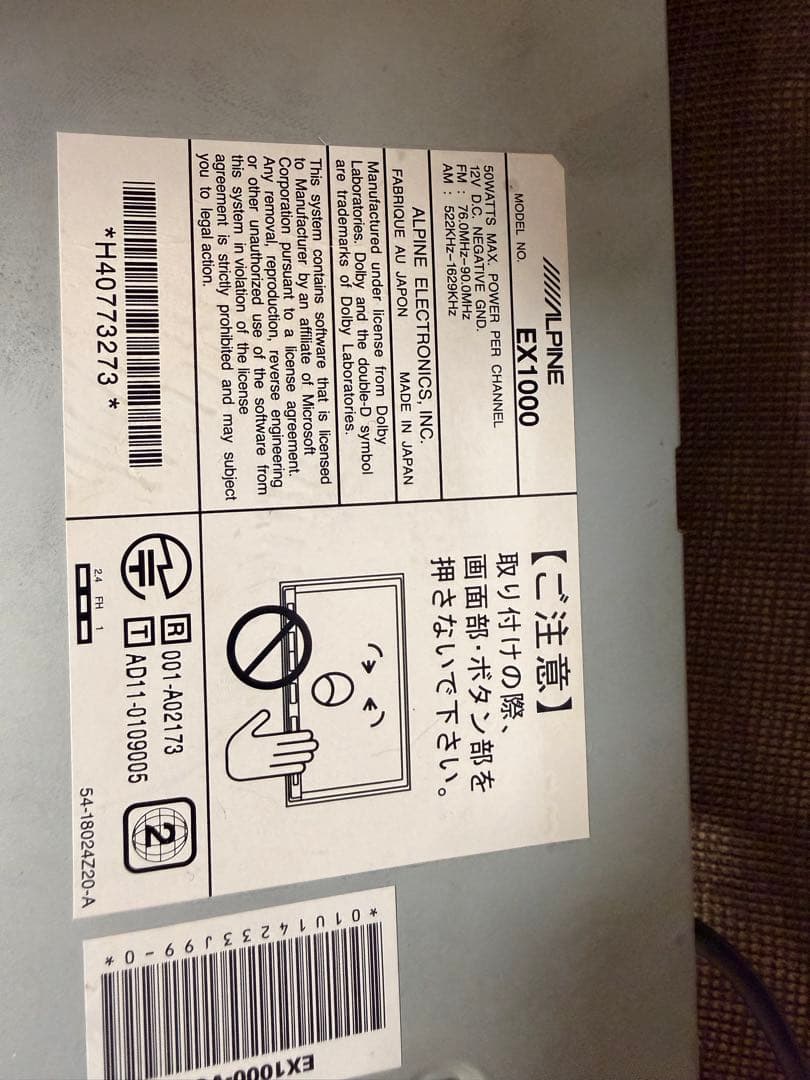 ALPINE
MODEL NO.
EX1000
50WATTS MAX. POWER PER CHANNEL
12V D.C. NEGATIVE GND.
FM : 76.0MHz-90.0MHz
AM : 522KHz-1629KHz
ALPINE ELECTRONICS, INC.
FABRIQUE AU JAPON MADE IN JAPAN
Manufactured under license from Dolby
Laboratories. Dolby and the double-D symbol
are trademarks of Dolby Laboratories.
This system contains software that is licensed
to Manufacturer by an affiliate of Microsoft
Corporation pursuant to a license agreement.
Any removal, reproduction, reverse engineering
or other unauthorized use of the software from
this system in violation of the license
agreement is strictly prohibited and may subject
you to legal action.
*H40773273*
【ご注意】
取り付けの際、
画面部・ボタン部を
押さないで下さい。
R 001-A02173
T AD11-0109005
2.4 FH 1
2
54-18024Z20-A
*01U14233J99-0*